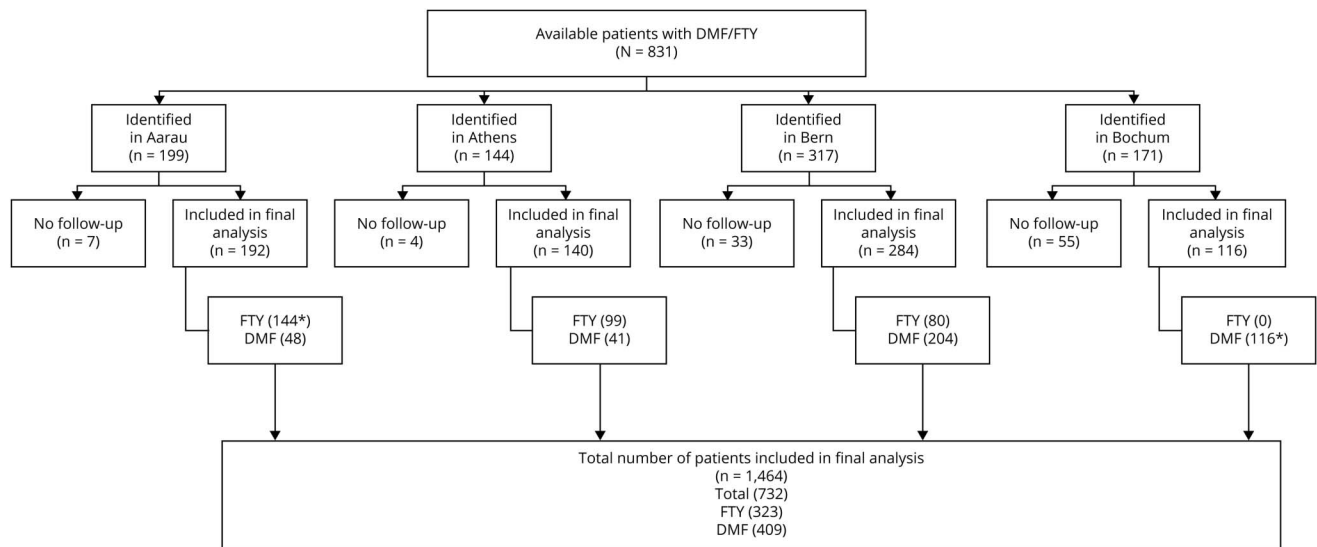 Available patients with DMF/FTY
(N = 831)
Identified
in Aarau
(n = 199)
Identified
in Athens
(n = 144)
Identified
in Bern
(n = 317)
Identified
in Bochum
(n = 171)
No follow-up
(n = 7)
Included in final
analysis
(n = 192)
No follow-up
(n = 4)
Included in final
analysis
(n = 140)
No follow-up
(n = 33)
Included in final
analysis
(n = 284)
No follow-up
(n = 55)
Included in final
analysis
(n = 116)
FTY (144*)
DMF (48)
FTY (99)
DMF (41)
FTY (80)
DMF (204)
FTY (0)
DMF (116*)
Total number of patients included in final analysis
(n = 1,464)
Total (732)
FTY (323)
DMF (409)